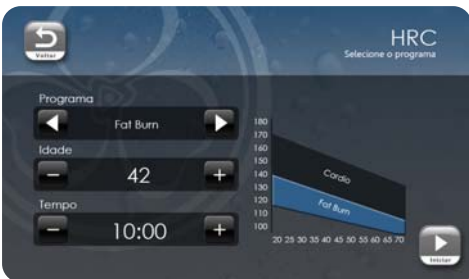 Voltar
HRC
Selecione o programa
Programa
Fat Burn
Idade
42
Tempo
10:00
180
170
160
150
140
130
120
110
100
Cardio
Fat Burn
20 25 30 35 40 45 50 55 60 65 70
Iniciar